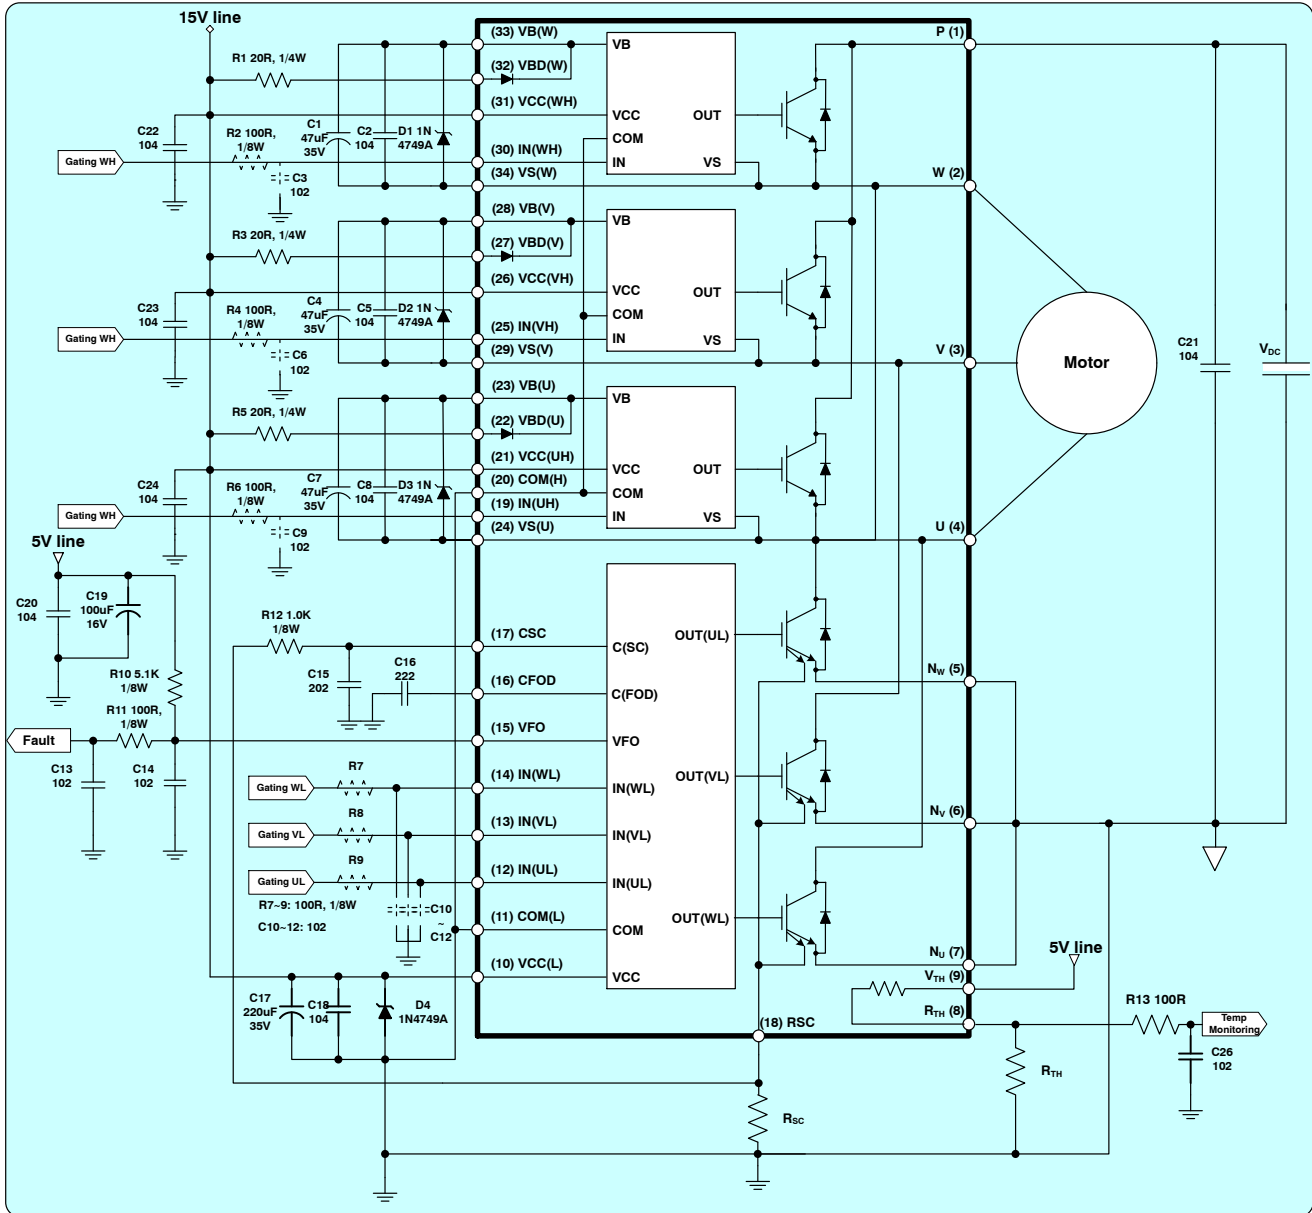 15V line
R1 20R, 1/4W
C22
104
R2 100R,
1/8W
Gating WH
C3
102
C1
47uF
35V
C2
104
D1 1N
4749A
(33) VB(W)
(32) VBD(W)
(31) VCC(WH)
(30) IN(WH)
(34) VS(W)
VB
VCC
COM
IN
OUT
VS
P (1)
W (2)
R3 20R, 1/4W
C23
104
R4 100R,
1/8W
Gating WH
C6
102
C4
47uF
35V
C5
104
D2 1N
4749A
(28) VB(V)
(27) VBD(V)
(26) VCC(VH)
(25) IN(VH)
(29) VS(V)
VB
VCC
COM
IN
OUT
VS
V (3)
Motor
C21
104
VDC
R5 20R, 1/4W
C24
104
R6 100R,
1/8W
Gating WH
C9
102
C7
47uF
35V
C8
104
D3 1N
4749A
(23) VB(U)
(22) VBD(U)
(21) VCC(UH)
(20) COM(H)
(19) IN(UH)
(24) VS(U)
VB
VCC
COM
IN
OUT
VS
U (4)
5V line
C20
104
C19
100uF
16V
R10 5.1K
1/8W
R11 100R,
1/8W
Fault
C13
102
C14
102
R12 1.0K
1/8W
C15
202
C16
222
(17) CSC
(16) CFOD
(15) VFO
(14) IN(WL)
(13) IN(VL)
(12) IN(UL)
(11) COM(L)
(10) VCC(L)
C(SC)
C(FOD)
VFO
IN(WL)
IN(VL)
IN(UL)
COM
VCC
OUT(UL)
OUT(VL)
OUT(WL)
NW (5)
NV (6)
NU (7)
VTH (9)
RTH (8)
Gating WL
R7
Gating VL
R8
Gating UL
R9
R7~9: 100R, 1/8W
C10~12: 102
C10
~
C12
C17
220uF
35V
C18
104
D4
1N4749A
(18) RSC
RSC
5V line
R13 100R
Temp
Monitoring
C26
102
RTH